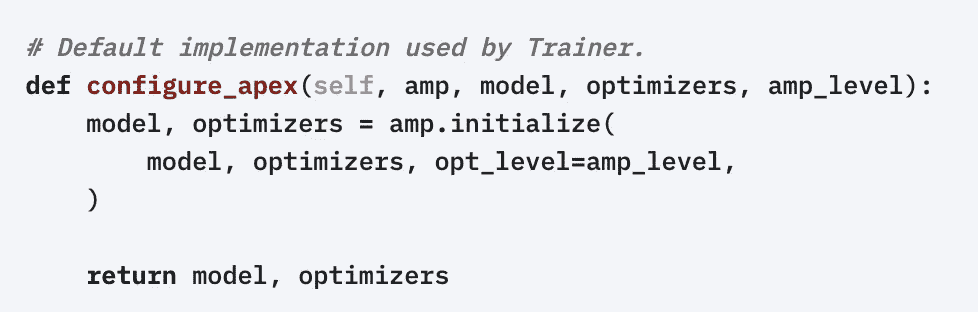 # Default implementation used by Trainer.
def configure_apex(self, amp, model, optimizers, amp_level):
    model, optimizers = amp.initialize(
        model, optimizers, opt_level=amp_level,
    )

    return model, optimizers